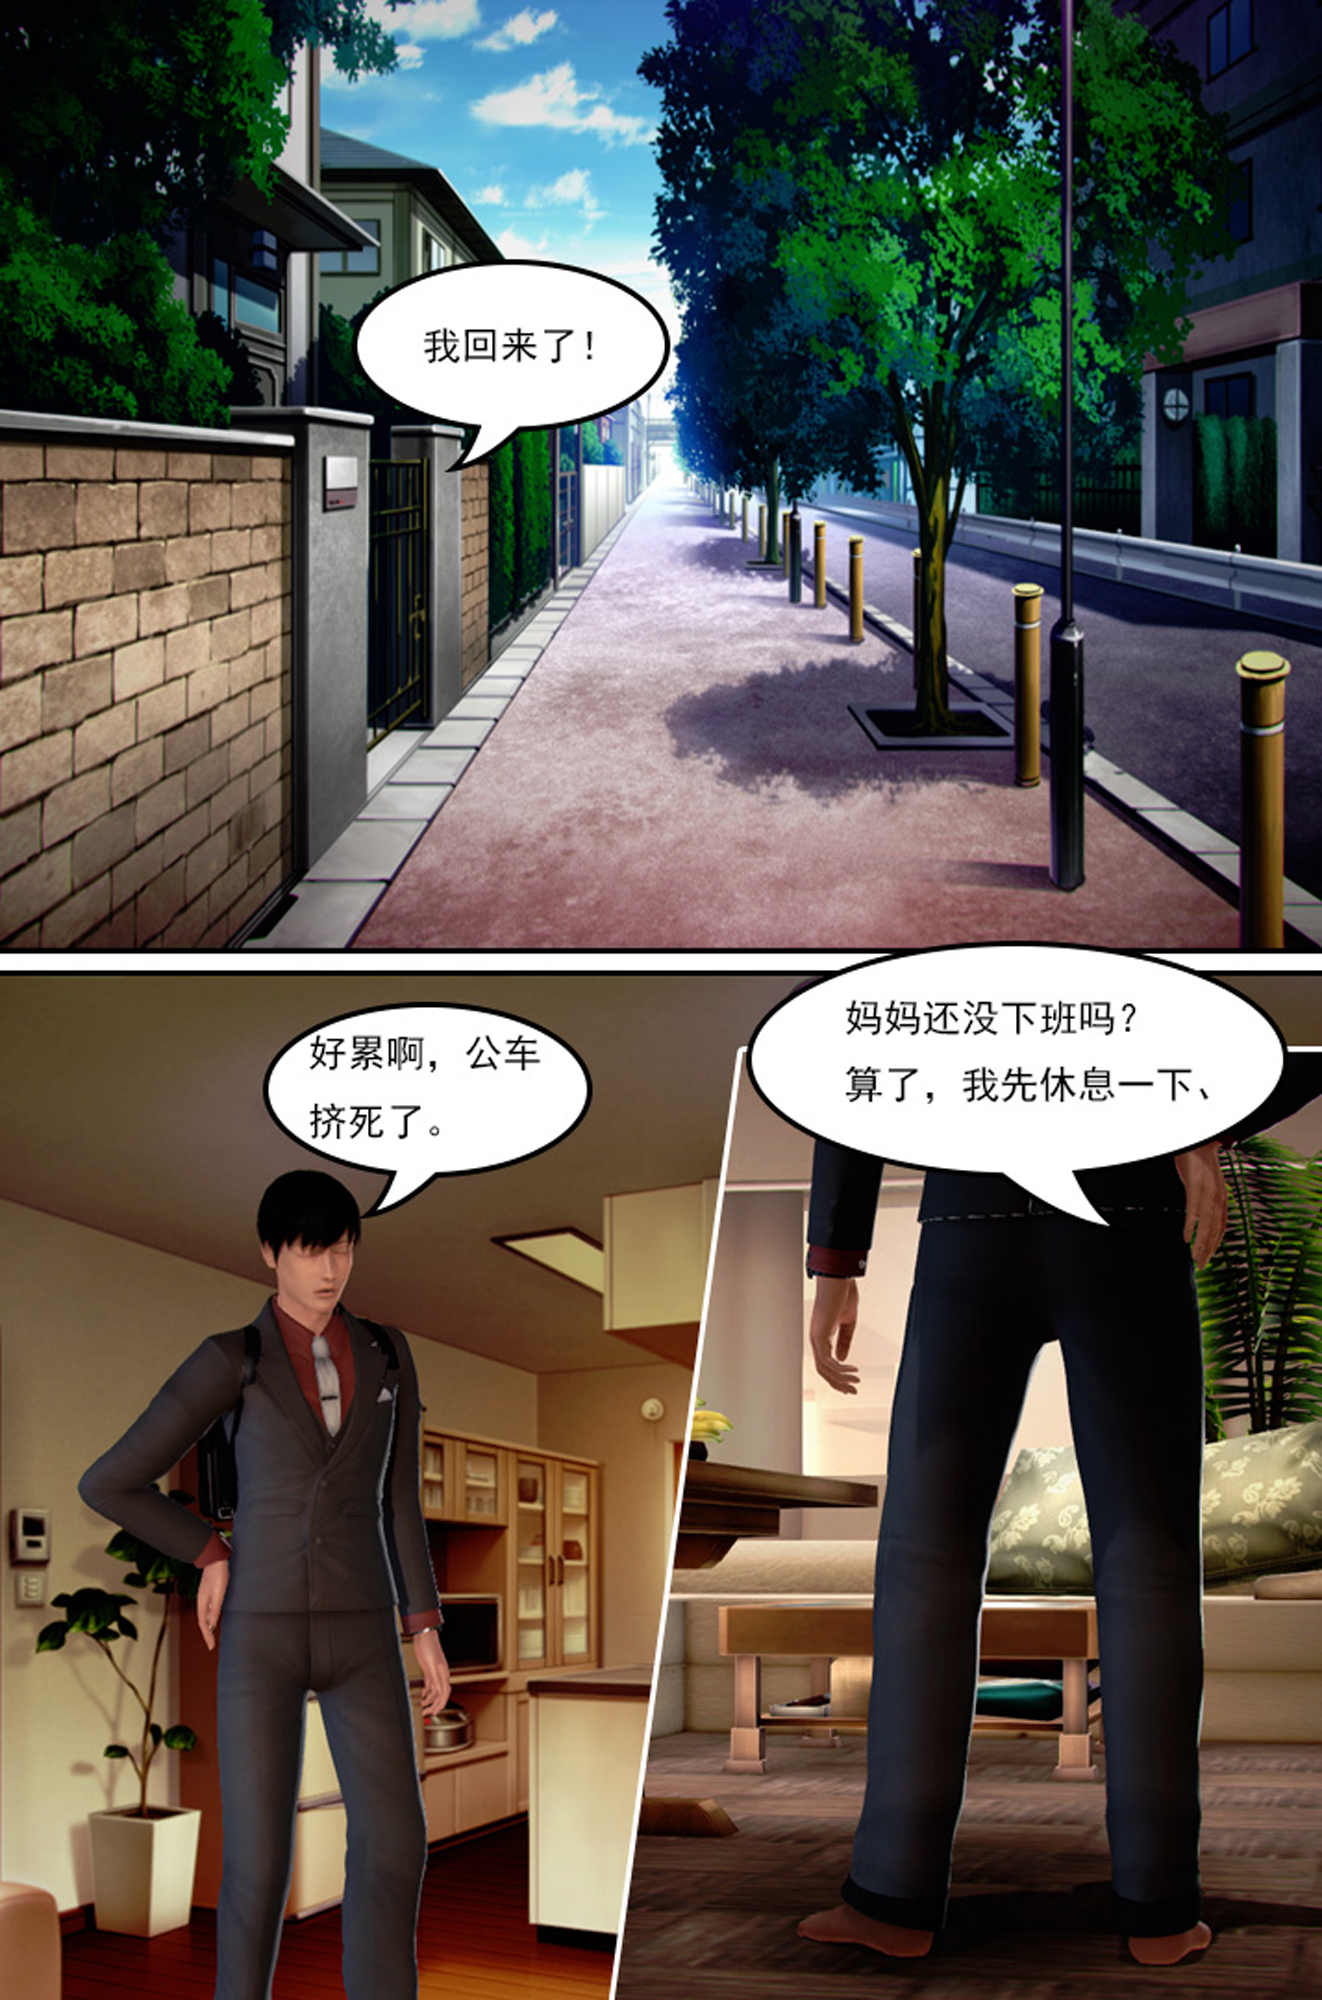 我回来了！
好累啊，公车
挤死了。
妈妈还没下班吗？
算了，我先休息一下、